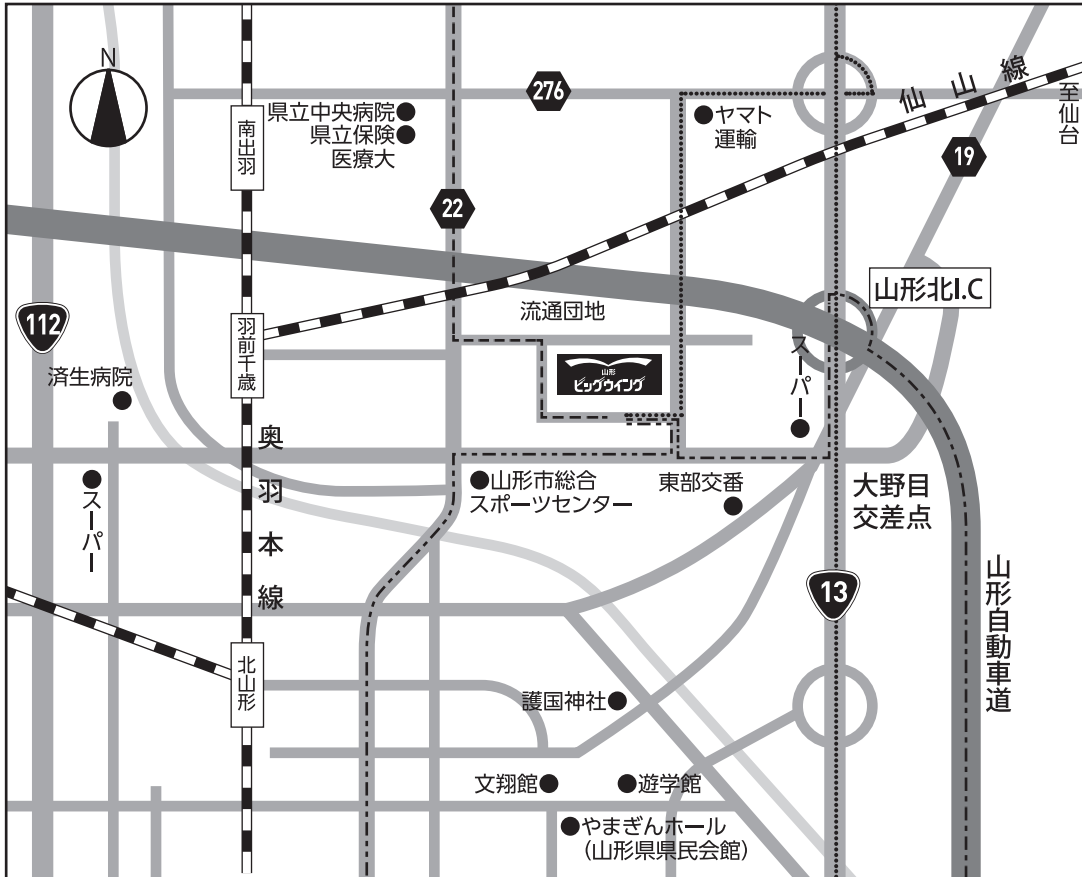 N
276
仙山線
至仙台
県立中央病院
県立保険
医療大
ヤマト
運輸
南出羽
19
22
山形北I.C
112
流通団地
羽前千歳
山形
ビッグウイング
スーパー
済生病院
奥羽本線
山形市総合
スポーツセンター
東部交番
大野目
交差点
スーパー
13
山形自動車道
北山形
護国神社
文翔館
遊学館
やまぎんホール
(山形県県民会館)